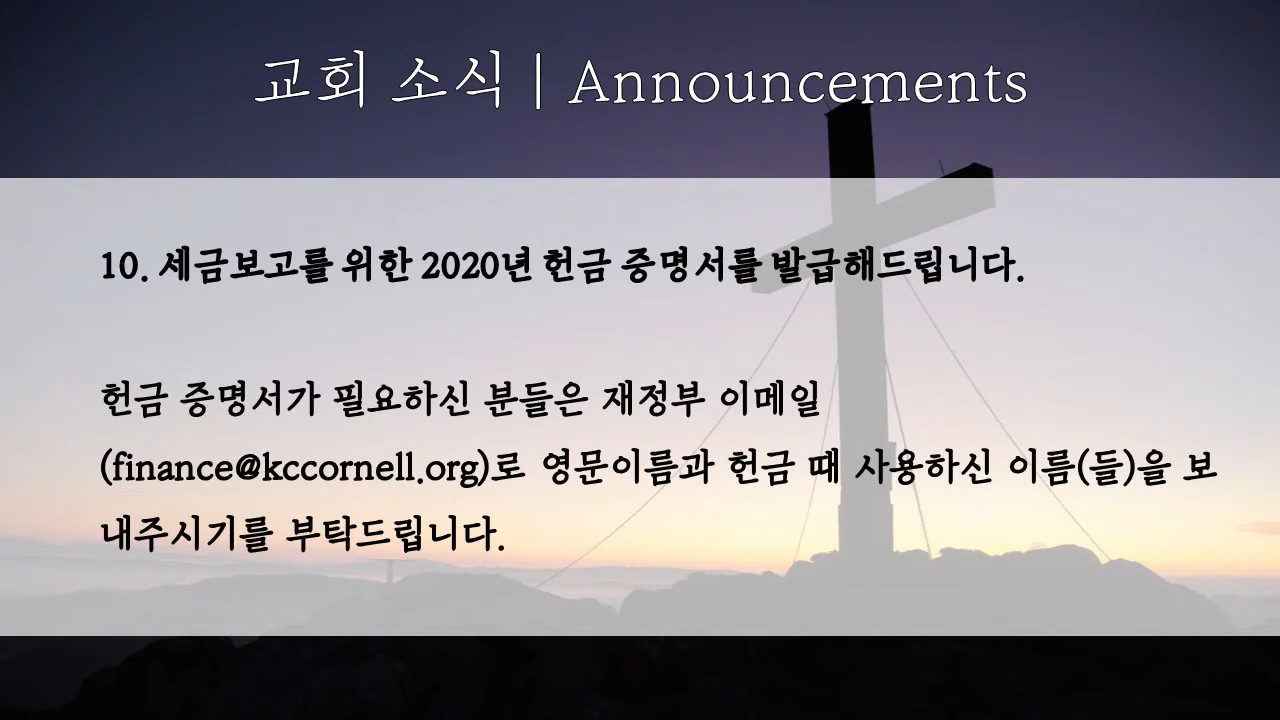 교회 소식 | Announcements
10. 세금보고를 위한 2020년 헌금 증명서를 발급해드립니다.
헌금 증명서가 필요하신 분들은 재정부 이메일
(finance@kccornell.org)로 영문이름과 헌금 때 사용하신 이름(들)을 보
내주시기를 부탁드립니다.